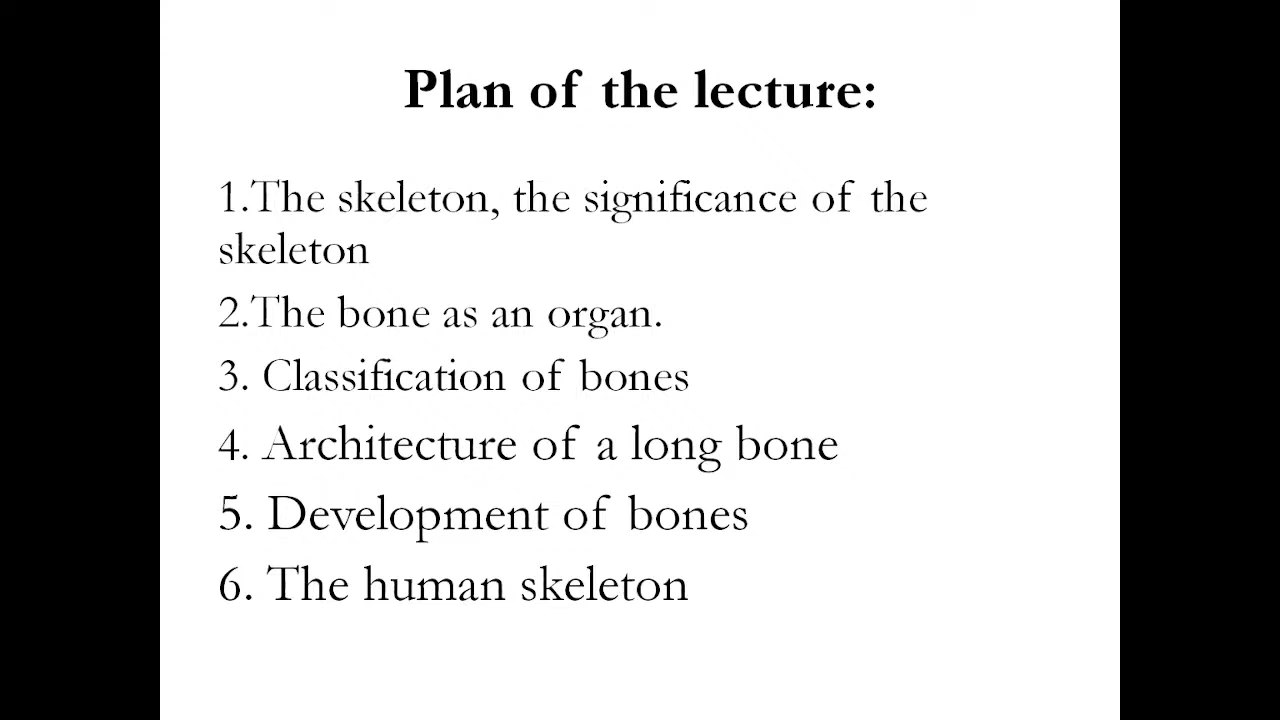 Plan of the lecture:
1.The skeleton, the significance of the
skeleton
2.The bone as an organ.
3. Classification of bones
4. Architecture of a long bone
5. Development of bones
6. The human skeleton